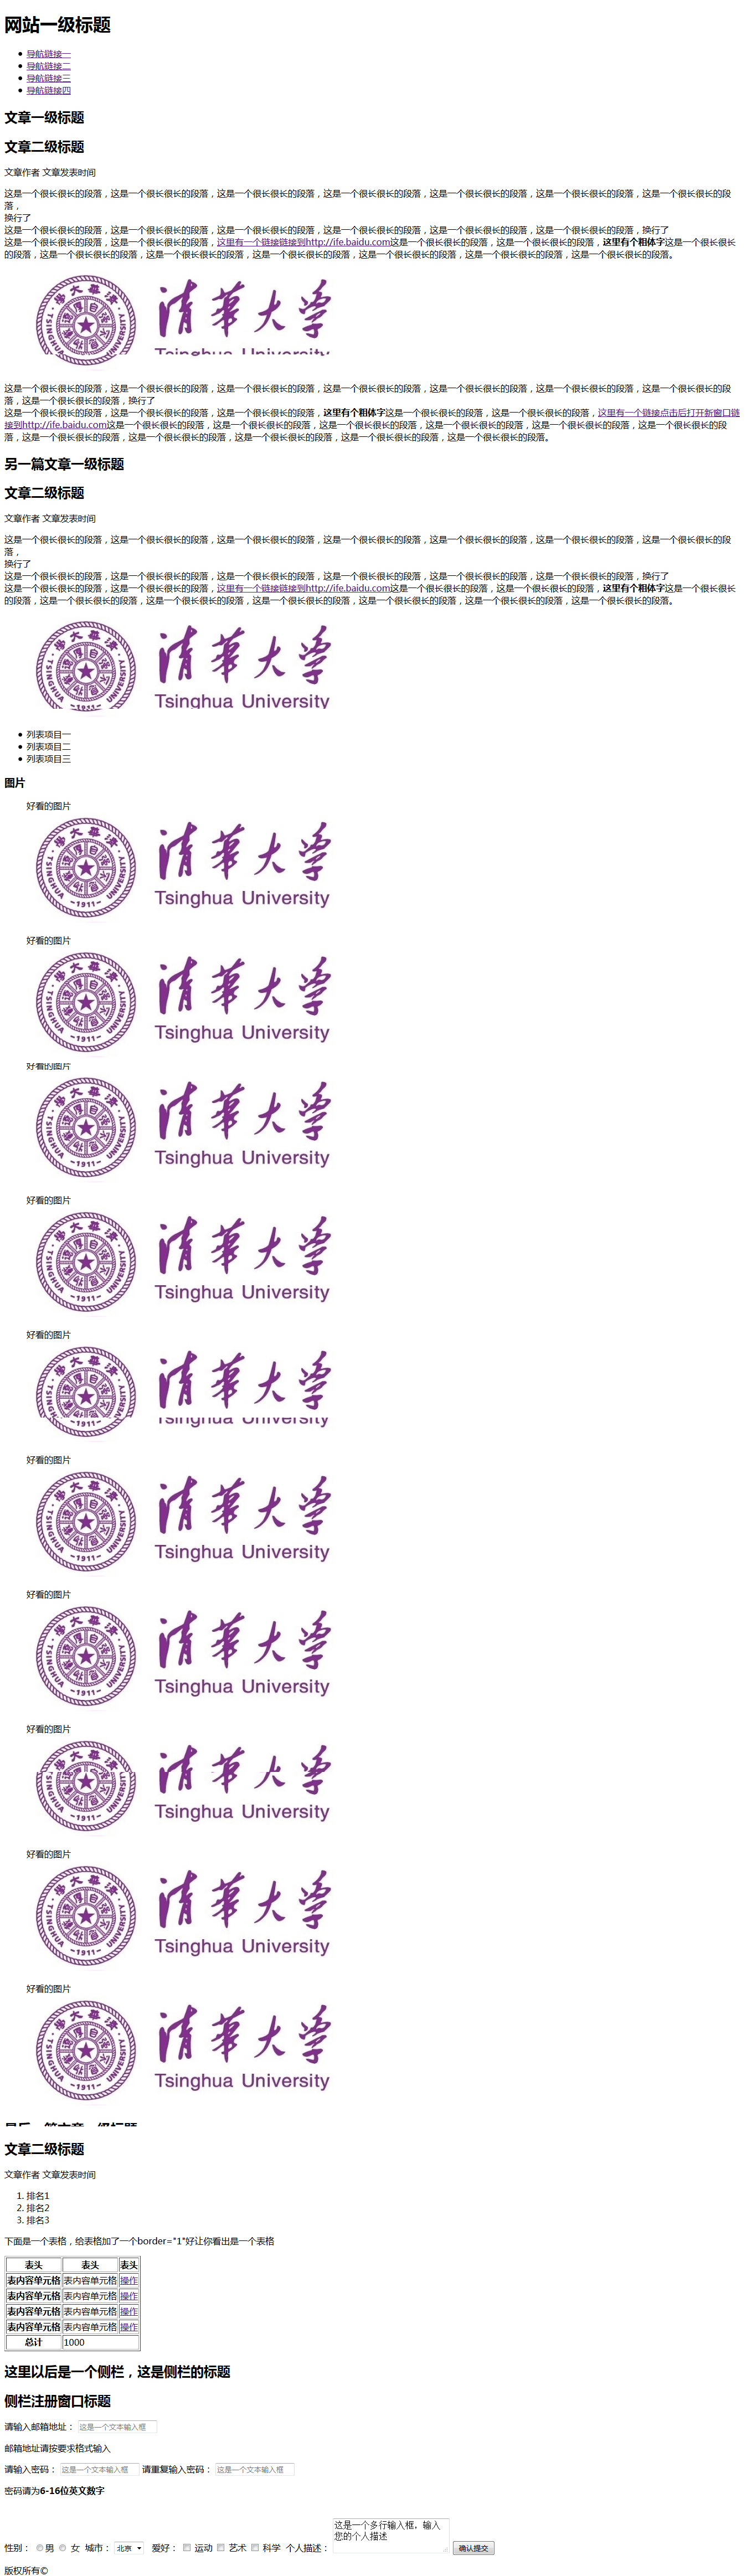 网站一级标题
导航链接一
导航链接二
导航链接三
导航链接四
文章一级标题
文章二级标题
文章作者 文章发表时间
这是一个很长很长的段落，这是一个很长很长的段落，这是一个很长很长的段落，这是一个很长很长的段落，这是一个很长很长的段落，这是一个很长很长的段落，这是一个很长很长的段
落，
换行了
这是一个很长很长的段落，这是一个很长很长的段落，这是一个很长很长的段落，这是一个很长很长的段落，这是一个很长很长的段落，这是一个很长很长的段落，换行了
这是一个很长很长的段落，这是一个很长很长的段落，这里有一个链接链接到http://ife.baidu.com这是一个很长很长的段落，这是一个很长很长的段落，这里有个粗体字这是一个很长很长
的段落，这是一个很长很长的段落，这是一个很长很长的段落，这是一个很长很长的段落，这是一个很长很长的段落，这是一个很长很长的段落，这是一个很长很长的段落。
清华大学
Tsinghua University
这是一个很长很长的段落，这是一个很长很长的段落，这是一个很长很长的段落，这是一个很长很长的段落，这是一个很长很长的段落，这是一个很长很长的段落，这是一个很长很长的段
落，这是一个很长很长的段落，换行了
这是一个很长很长的段落，这是一个很长很长的段落，这是一个很长很长的段落，这里有个粗体字这是一个很长很长的段落，这是一个很长很长的段落，这里有一个链接点击后打开新窗口链
接到http://ife.baidu.com这是一个很长很长的段落，这是一个很长很长的段落，这是一个很长很长的段落，这是一个很长很长的段落，这是一个很长很长的段落，这是一个很长很长的段
落，这是一个很长很长的段落，这是一个很长很长的段落，这是一个很长很长的段落，这是一个很长很长的段落，这是一个很长很长的段落。
另一篇文章一级标题
文章二级标题
文章作者 文章发表时间
这是一个很长很长的段落，这是一个很长很长的段落，这是一个很长很长的段落，这是一个很长很长的段落，这是一个很长很长的段落，这是一个很长很长的段落，这是一个很长很长的段
落，
换行了
这是一个很长很长的段落，这是一个很长很长的段落，这是一个很长很长的段落，这是一个很长很长的段落，这是一个很长很长的段落，这是一个很长很长的段落，换行了
这是一个很长很长的段落，这是一个很长很长的段落，这里有一个链接链接到http://ife.baidu.com这是一个很长很长的段落，这是一个很长很长的段落，这里有个粗体字这是一个很长很长
的段落，这是一个很长很长的段落，这是一个很长很长的段落，这是一个很长很长的段落，这是一个很长很长的段落，这是一个很长很长的段落，这是一个很长很长的段落。
清华大学
Tsinghua University
列表项目一
列表项目二
列表项目三
图片
好看的图片
清华大学
Tsinghua University
好看的图片
清华大学
Tsinghua University
好看的图片
清华大学
Tsinghua University
好看的图片
清华大学
Tsinghua University
好看的图片
清华大学
Tsinghua University
好看的图片
清华大学
Tsinghua University
好看的图片
清华大学
Tsinghua University
好看的图片
清华大学
Tsinghua University
好看的图片
清华大学
Tsinghua University
好看的图片
清华大学
Tsinghua University
最后一篇文章一级标题
文章二级标题
文章作者 文章发表时间
1. 排名1
2. 排名2
3. 排名3
下面是一个表格，给表格加了一个border="1"好让你看出是一个表格
表头 表头 表头
表内容单元格 表内容单元格 操作
表内容单元格 表内容单元格 操作
表内容单元格 表内容单元格 操作
表内容单元格 表内容单元格 操作
总计 1000
这里以后是一个侧栏，这是侧栏的标题
侧栏注册窗口标题
请输入邮箱地址： 这是一个文本输入框
邮箱地址请按要求格式输入
请输入密码： 这是一个文本输入框 请重复输入密码： 这是一个文本输入框
密码请为6-16位英文数字
这是一个多行输入框，输入
您的个人描述
性别： 男 女 城市： 北京 爱好： 运动 艺术 科学 个人描述： 确认提交
版权所有©